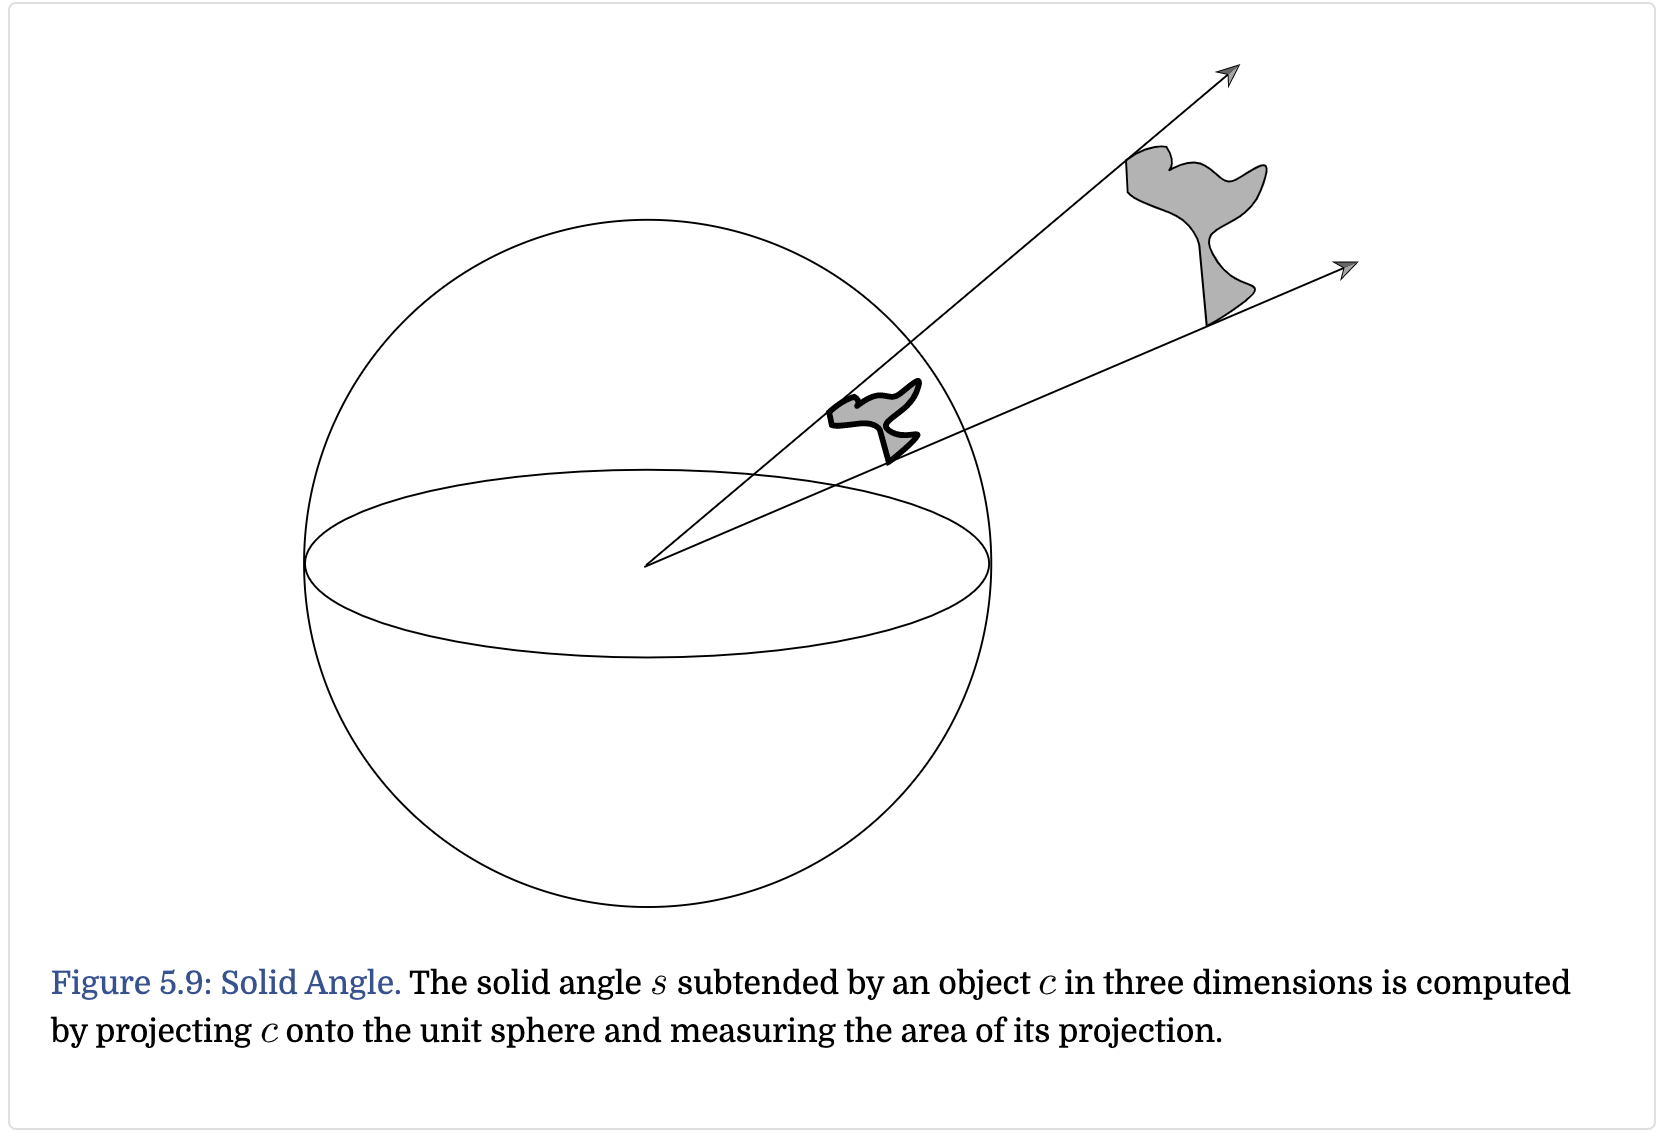 Figure 5.9: Solid Angle. The solid angle s subtended by an object c in three dimensions is computed
by projecting c onto the unit sphere and measuring the area of its projection.